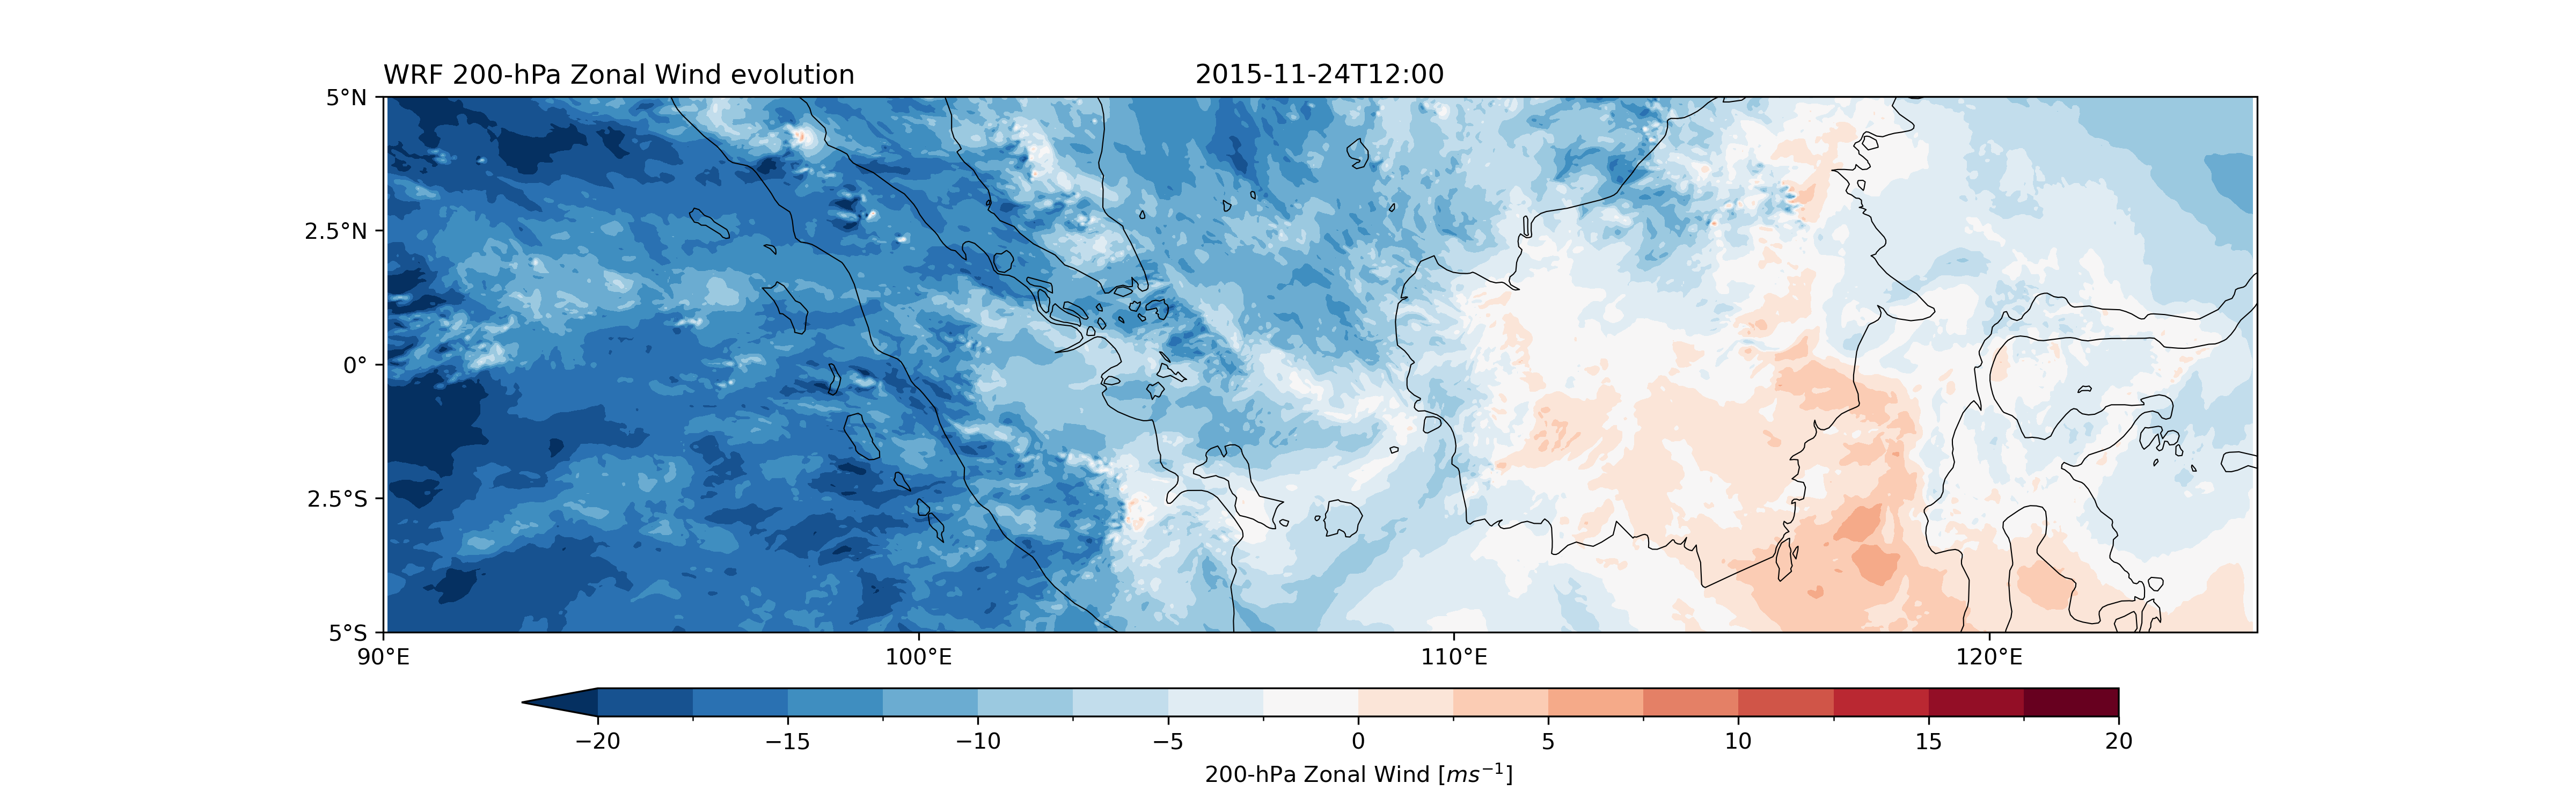 WRF 200-hPa Zonal Wind evolution 2015-11-24T12:00
5°N
2.5°N
0°
2.5°S
5°S
90°E 100°E 110°E 120°E
−20 −15 −10 −5 0 5 10 15 20
200-hPa Zonal Wind [ms⁻¹]